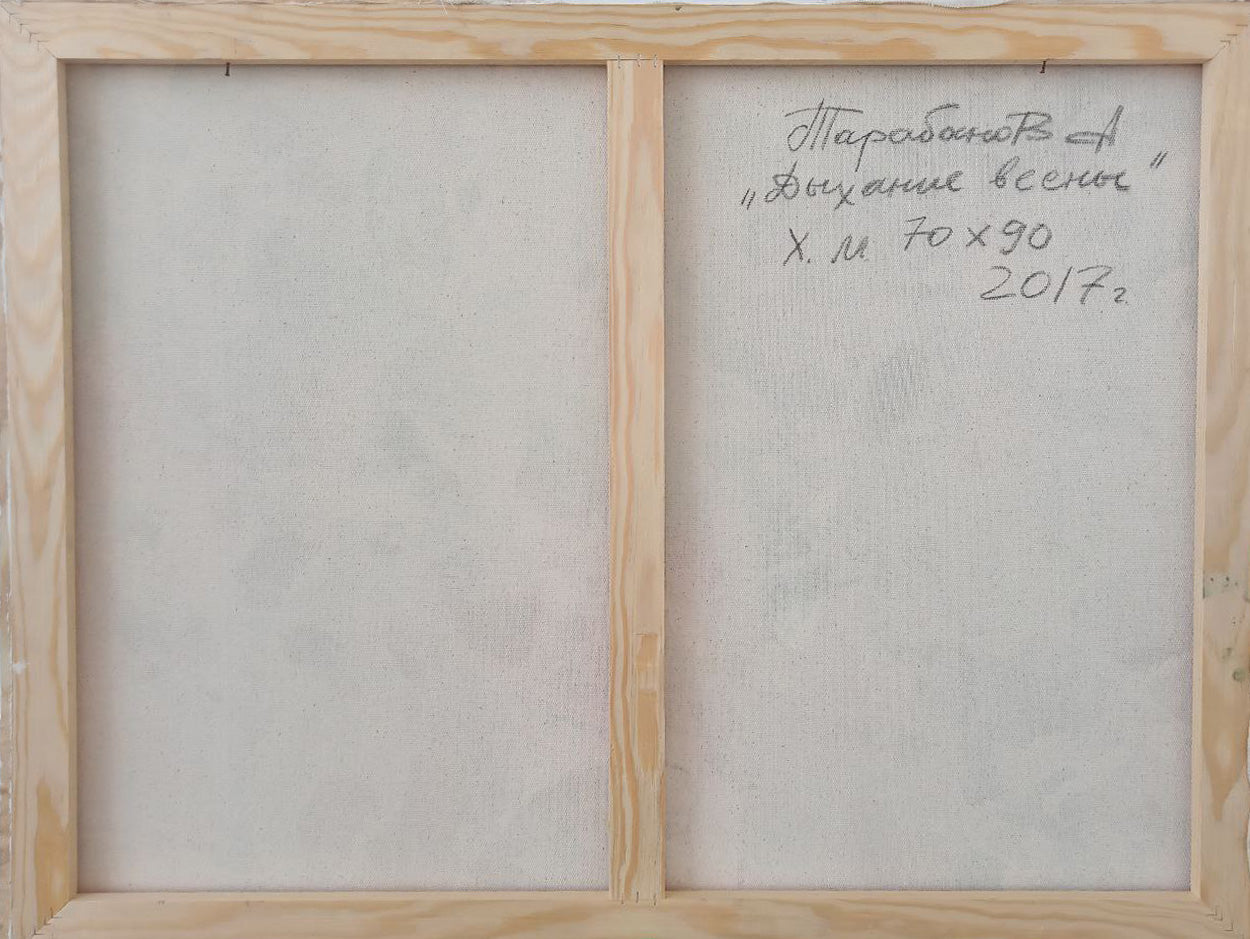 Тарабанов А
„Дыхание весны"
Х. м 70 х 90
2017г.